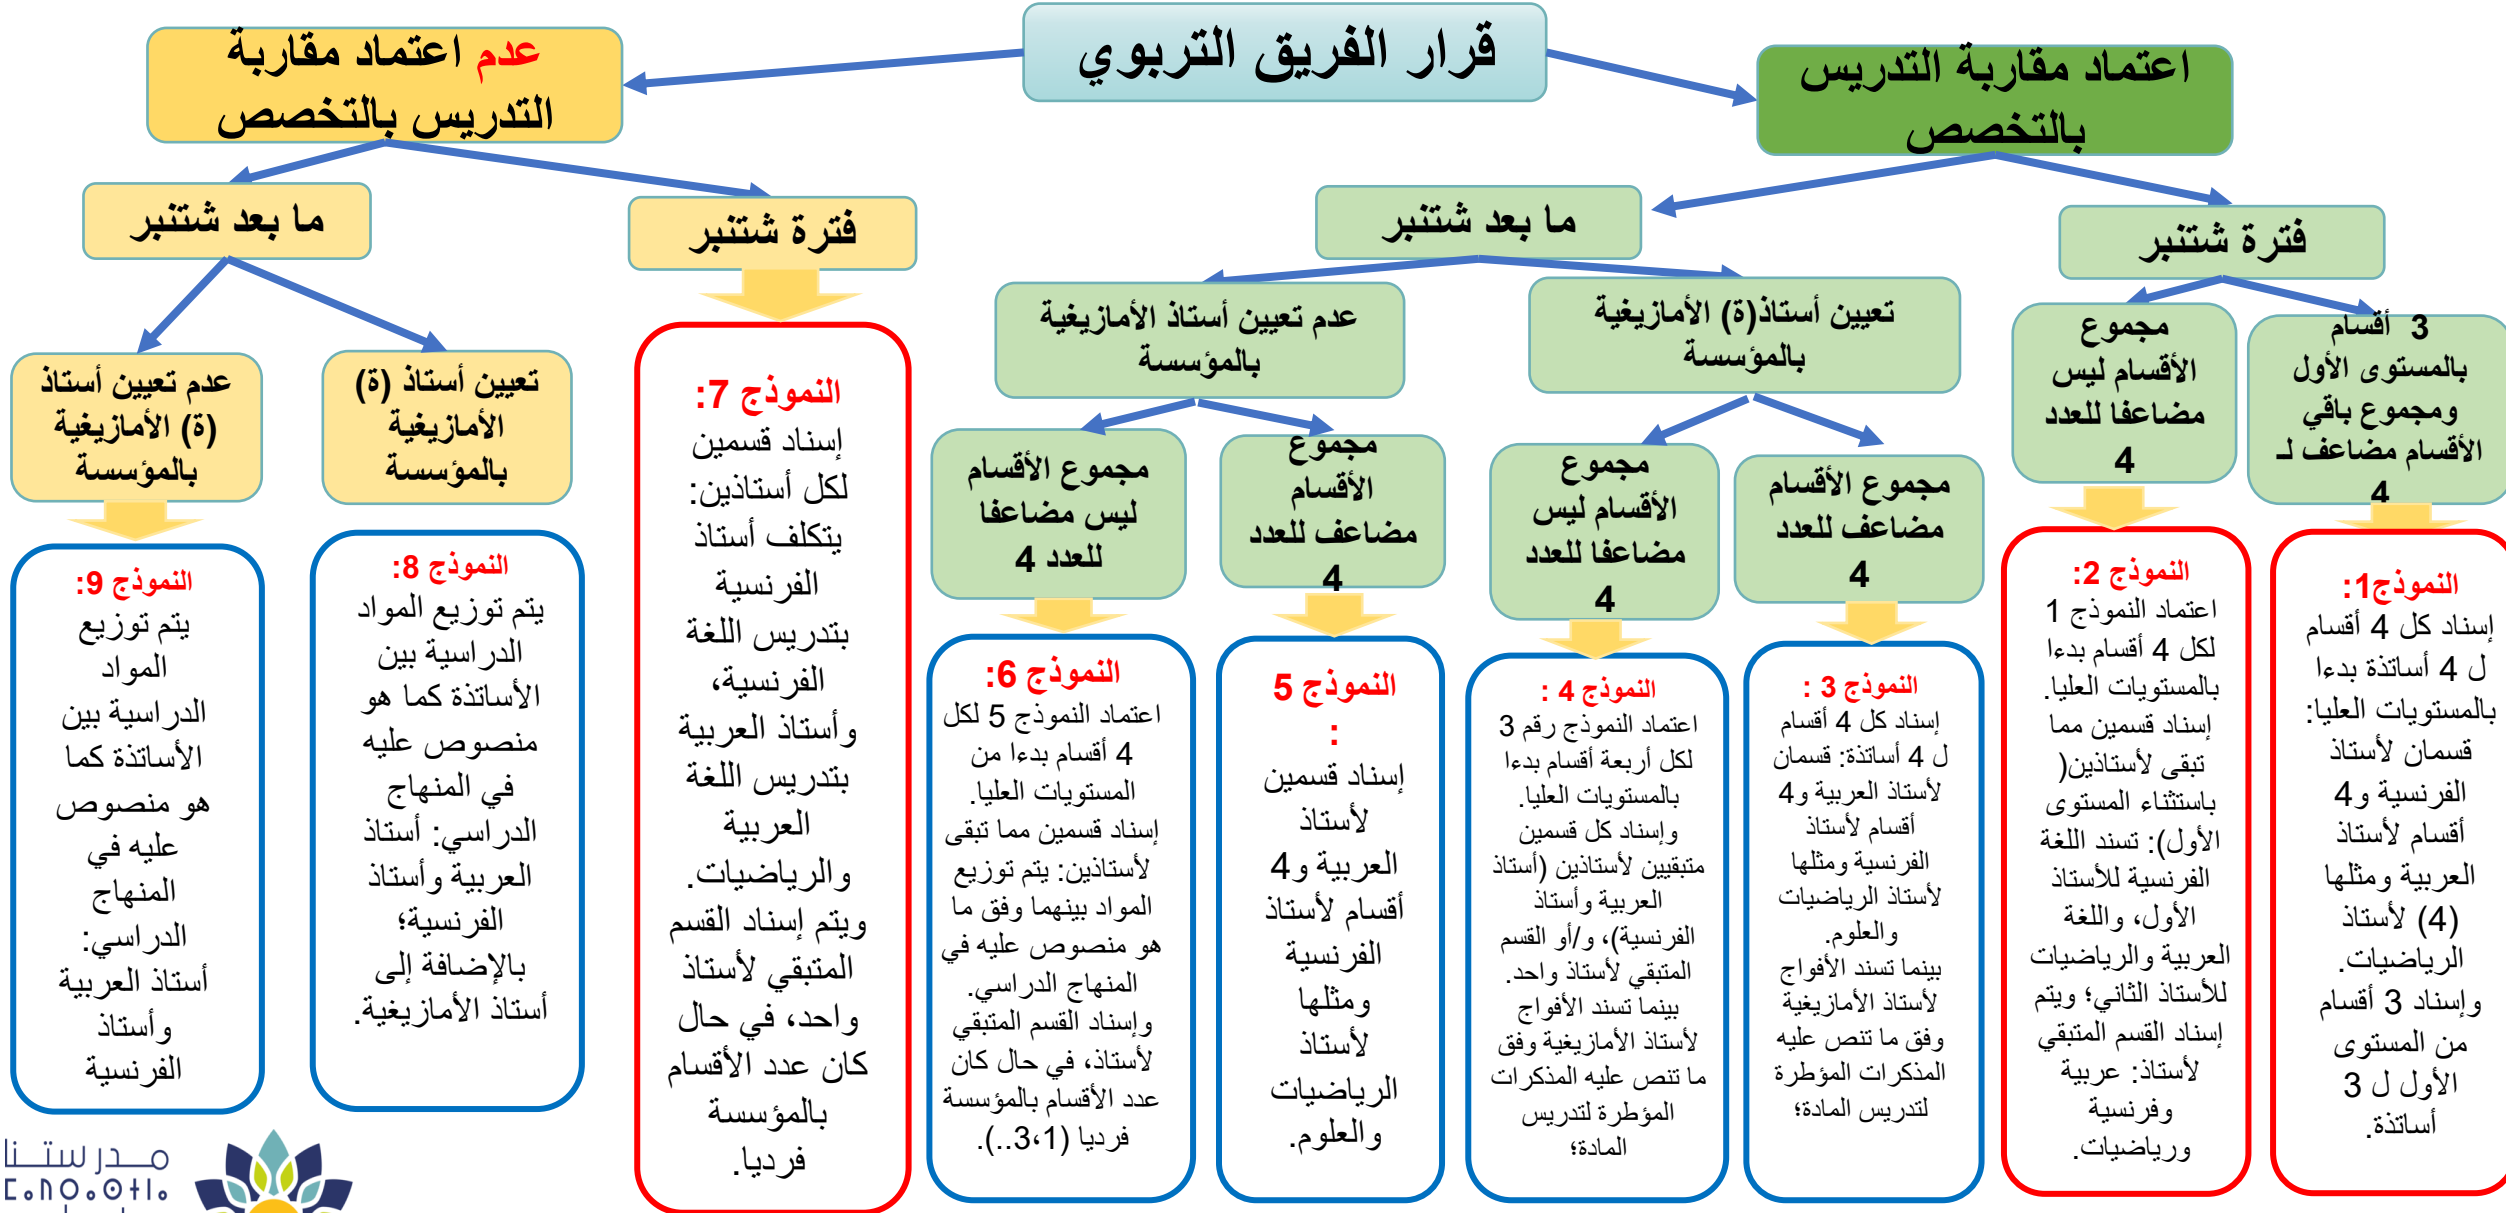 قرار الفريق التربوي
اعتماد مقاربة التدريس
بالتخصص
عدم اعتماد مقاربة
التدريس بالتخصص
فترة شتنبر
ما بعد شتنبر
فترة شتنبر
ما بعد شتنبر
3 أقسام
بالمستوى الأول
ومجموع باقي
الأقسام مضاعف لـ
4
مجموع
الأقسام ليس
مضاعفا للعدد
4
تعيين أستاذ(ة) الأمازيغية
بالمؤسسة
عدم تعيين أستاذ الأمازيغية
بالمؤسسة
مجموع الأقسام
مضاعف للعدد
4
مجموع
الأقسام ليس
مضاعفا للعدد
4
مجموع
الأقسام
مضاعف للعدد
4
مجموع الأقسام
ليس مضاعفا
للعدد 4
تعيين أستاذ (ة)
الأمازيغية
بالمؤسسة
عدم تعيين أستاذ
(ة) الأمازيغية
بالمؤسسة
النموذج1:
إسناد كل 4 أقسام
ل 4 أساتذة بدءا
بالمستويات العليا:
قسمان لأستاذ
الفرنسية و4
أقسام لأستاذ
العربية ومثلها
(4) لأستاذ
الرياضيات.
وإسناد 3 أقسام
من المستوى
الأول ل 3
أساتذة.
النموذج 2:
اعتماد النموذج 1
لكل 4 أقسام بدءا
بالمستويات العليا.
إسناد قسمين مما
تبقى لأستاذين(
باستثناء المستوى
الأول): تسند اللغة
الفرنسية للأستاذ
الأول، واللغة
العربية والرياضيات
للأستاذ الثاني؛ ويتم
إسناد القسم المتبقي
لأستاذ: عربية
وفرنسية
ورياضيات.
النموذج 3 :
إسناد كل 4 أقسام
ل 4 أساتذة: قسمان
لأستاذ العربية و4
أقسام لأستاذ
الفرنسية ومثلها
لأستاذ الرياضيات
والعلوم.
بينما تسند الأفواج
لأستاذ الأمازيغية
وفق ما تنص عليه
المذكرات المؤطرة
لتدريس المادة؛
النموذج 4 :
اعتماد النموذج رقم 3
لكل أربعة أقسام بدءا
بالمستويات العليا.
وإسناد كل قسمين
متبقيين لأستاذين (أستاذ
العربية وأستاذ
الفرنسية)، و/أو القسم
المتبقي لأستاذ واحد.
بينما تسند الأفواج
لأستاذ الأمازيغية وفق
ما تنص عليه المذكرات
المؤطرة لتدريس
المادة؛
النموذج 5
:
إسناد قسمين
لأستاذ
العربية و4
أقسام لأستاذ
الفرنسية
ومثلها
لأستاذ
الرياضيات
والعلوم.
النموذج 6:
اعتماد النموذج 5 لكل
4 أقسام بدءا من
المستويات العليا.
إسناد قسمين مما تبقى
لأستاذين: يتم توزيع
المواد بينهما وفق ما
هو منصوص عليه في
المنهاج الدراسي.
وإسناد القسم المتبقي
لأستاذ، في حال كان
عدد الأقسام بالمؤسسة
فرديا (1،3..).
النموذج 7:
إسناد قسمين
لكل أستاذين:
يتكلف أستاذ
الفرنسية
بتدريس اللغة
الفرنسية،
وأستاذ العربية
بتدريس اللغة
العربية
والرياضيات.
ويتم إسناد القسم
المتبقي لأستاذ
واحد، في حال
كان عدد الأقسام
بالمؤسسة
فرديا.
النموذج 8:
يتم توزيع المواد
الدراسية بين
الأساتذة كما هو
منصوص عليه
في المنهاج
الدراسي: أستاذ
العربية وأستاذ
الفرنسية؛
بالإضافة إلى
أستاذ الأمازيغية.
النموذج 9:
يتم توزيع
المواد
الدراسية بين
الأساتذة كما
هو منصوص
عليه في
المنهاج
الدراسي:
أستاذ العربية
وأستاذ
الفرنسية
مدرستنا
ⵎⴰⴷⵔⴰⵙⵜⵏⴰ